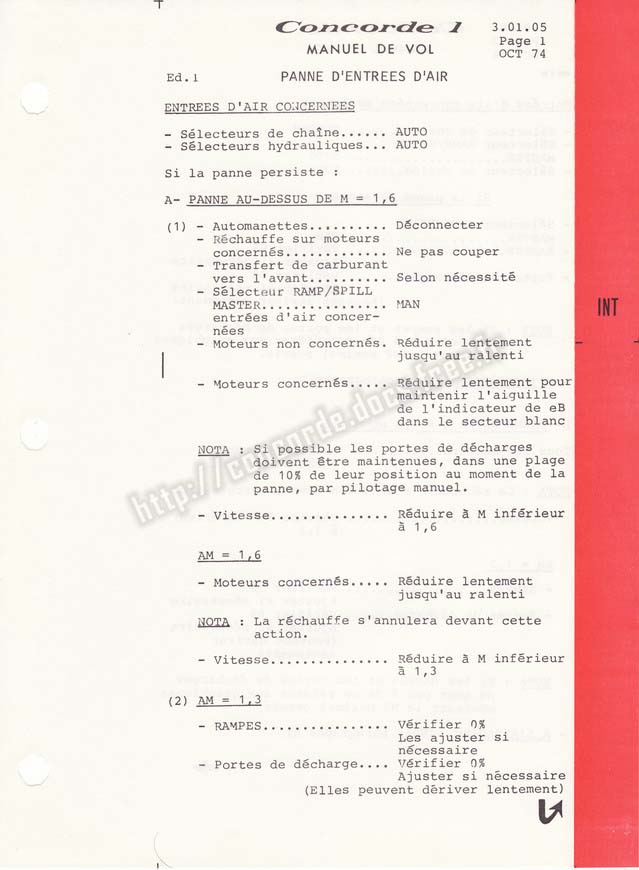 Concorde 1
3.01.05
MANUEL DE VOL
Page 1
OCT 74
Ed.1
PANNE D'ENTREES D'AIR
ENTREES D'AIR CONCERNEES
- Sélecteurs de chaîne...... AUTO
- Sélecteurs hydrauliques... AUTO
Si la panne persiste :
A- PANNE AU-DESSUS DE M = 1,6
(1) - Automanettes.......... Déconnecter
- Réchauffe sur moteurs
concernés............. Ne pas couper
- Transfert de carburant
vers l'avant.......... Selon nécessité
- Sélecteur RAMP/SPILL
MASTER................ MAN
entrées d'air concer-
nées
- Moteurs non concernés. Réduire lentement
jusqu'au ralenti
INT
- Moteurs concernés..... Réduire lentement pour
maintenir l'aiguille
de l'indicateur de eB
dans le secteur blanc
NOTA : Si possible les portes de décharges
doivent être maintenues, dans une plage
de 10% de leur position au moment de la
panne, par pilotage manuel.
- Vitesse............... Réduire à M inférieur
à 1,6
AM = 1,6
- Moteurs concernés..... Réduire lentement
jusqu'au ralenti
NOTA : La réchauffe s'annulera devant cette
action.
- Vitesse............... Réduire à M inférieur
à 1,3
(2) AM = 1,3
- RAMPES................ Vérifier 0%
Les ajuster si
nécessaire
- Portes de décharge.... Vérifier 0%
Ajuster si nécessaire
(Elles peuvent dériver lentement)
http://concorde.docs.free.fr